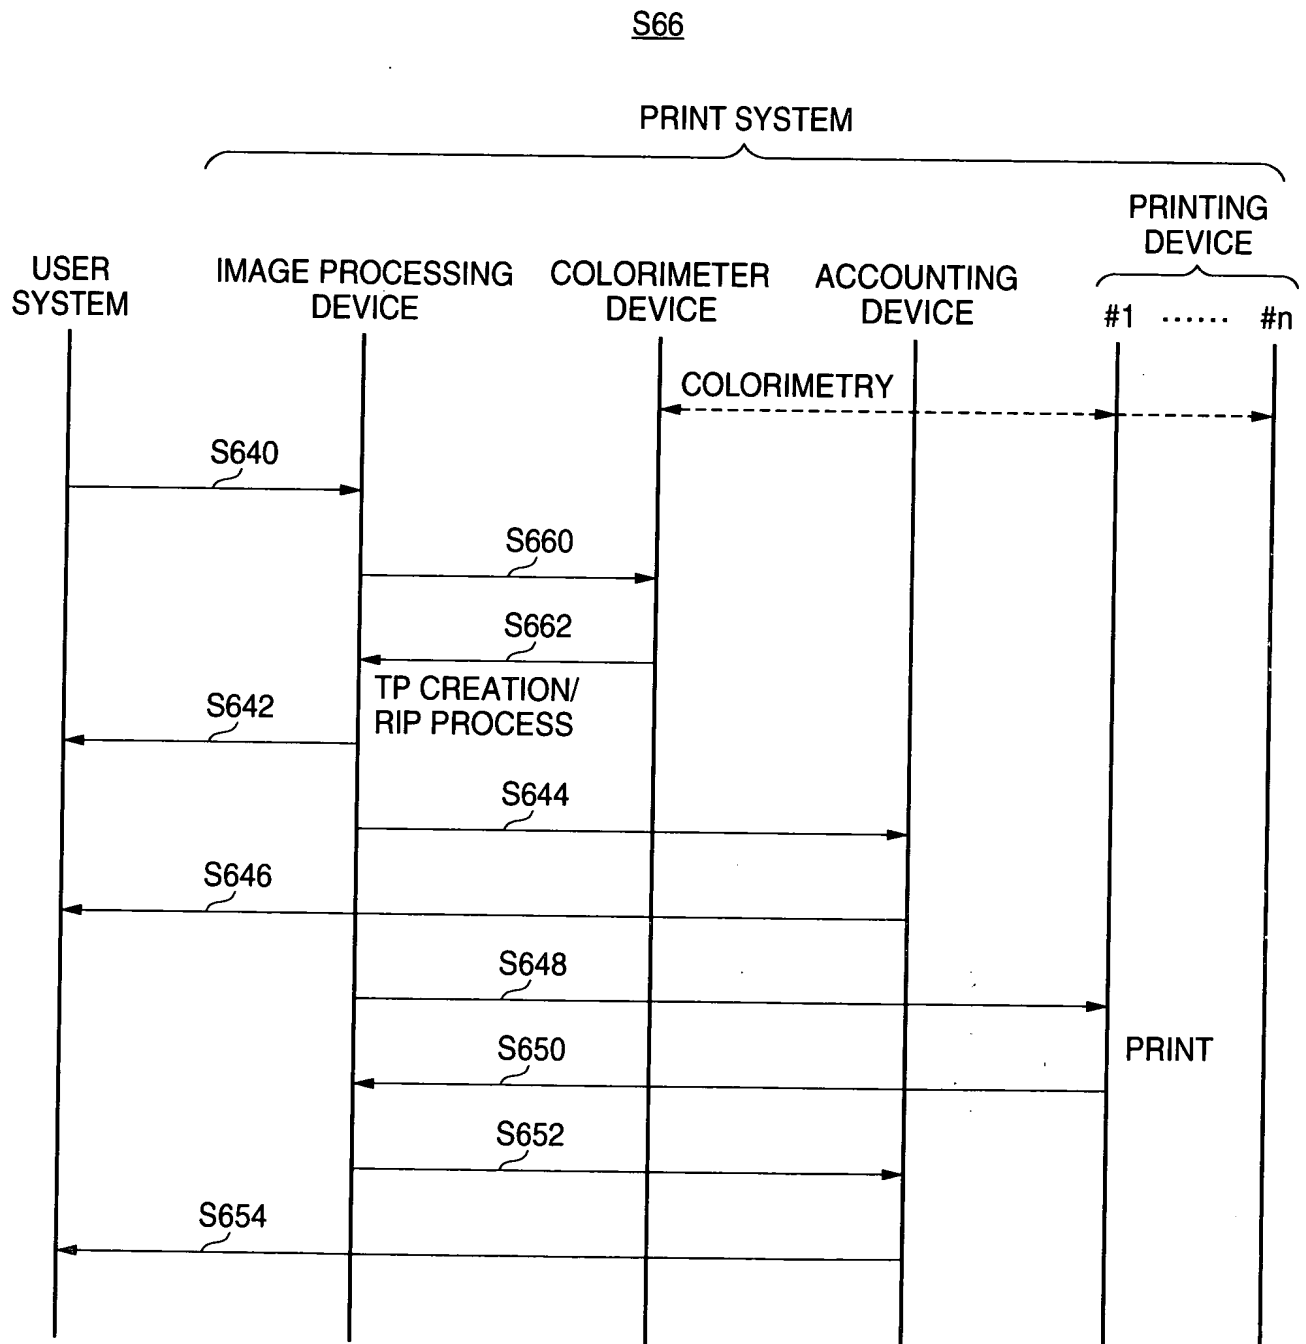 S66
PRINT SYSTEM
PRINTING
DEVICE
USER
SYSTEM
IMAGE PROCESSING
DEVICE
COLORIMETER
DEVICE
ACCOUNTING
DEVICE
#1 ...... #n
COLORIMETRY
S640
S660
S662
TP CREATION/
RIP PROCESS
S642
S644
S646
S648
S650
PRINT
S652
S654